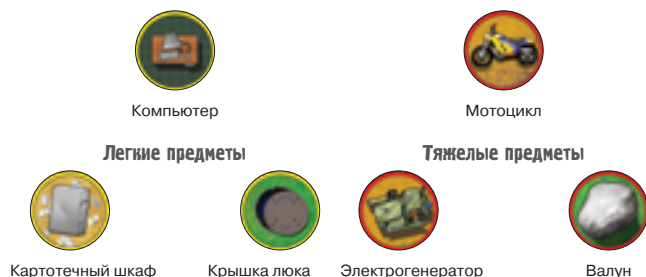 Компьютер Мотоцикл
Легкие предметы Тяжелые предметы
Картотечный шкаф Крышка люка Электрогенератор Валун